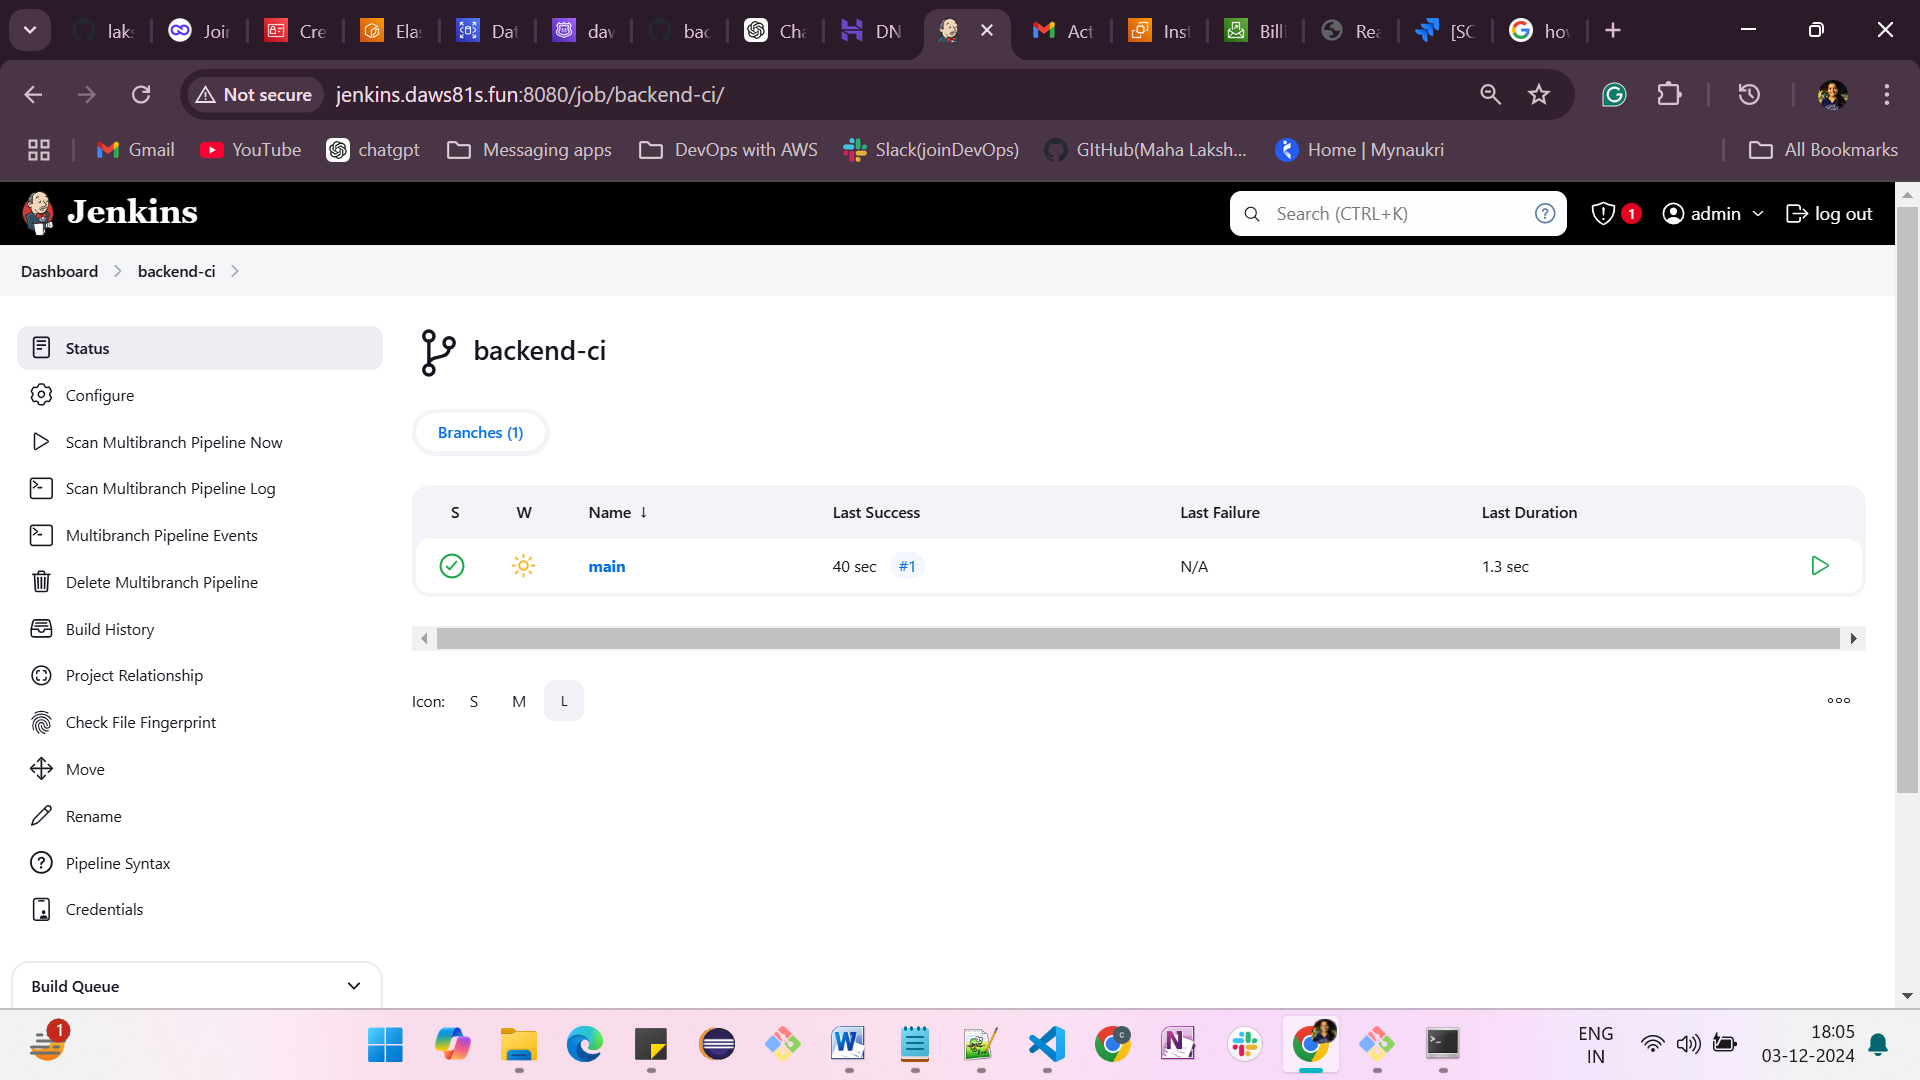 laks
Join
Cre
Elas
Dat
daw
bac
Cha
DN
Act
Inst
Billi
Rea
[SC
how
Not secure
jenkins.daws81s.fun:8080/job/backend-ci/
Gmail
YouTube
chatgpt
Messaging apps
DevOps with AWS
Slack(joinDevOps)
GItHub(Maha Laksh...
Home | Mynaukri
All Bookmarks
Jenkins
Search (CTRL+K)
1
admin
log out
Dashboard
backend-ci
Status
Configure
Scan Multibranch Pipeline Now
Scan Multibranch Pipeline Log
Multibranch Pipeline Events
Delete Multibranch Pipeline
Build History
Project Relationship
Check File Fingerprint
Move
Rename
Pipeline Syntax
Credentials
Build Queue
backend-ci
Branches (1)
S W Name ↓ Last Success Last Failure Last Duration
main 40 sec #1 N/A 1.3 sec
Icon: S M L
1
ENG
IN
18:05
03-12-2024